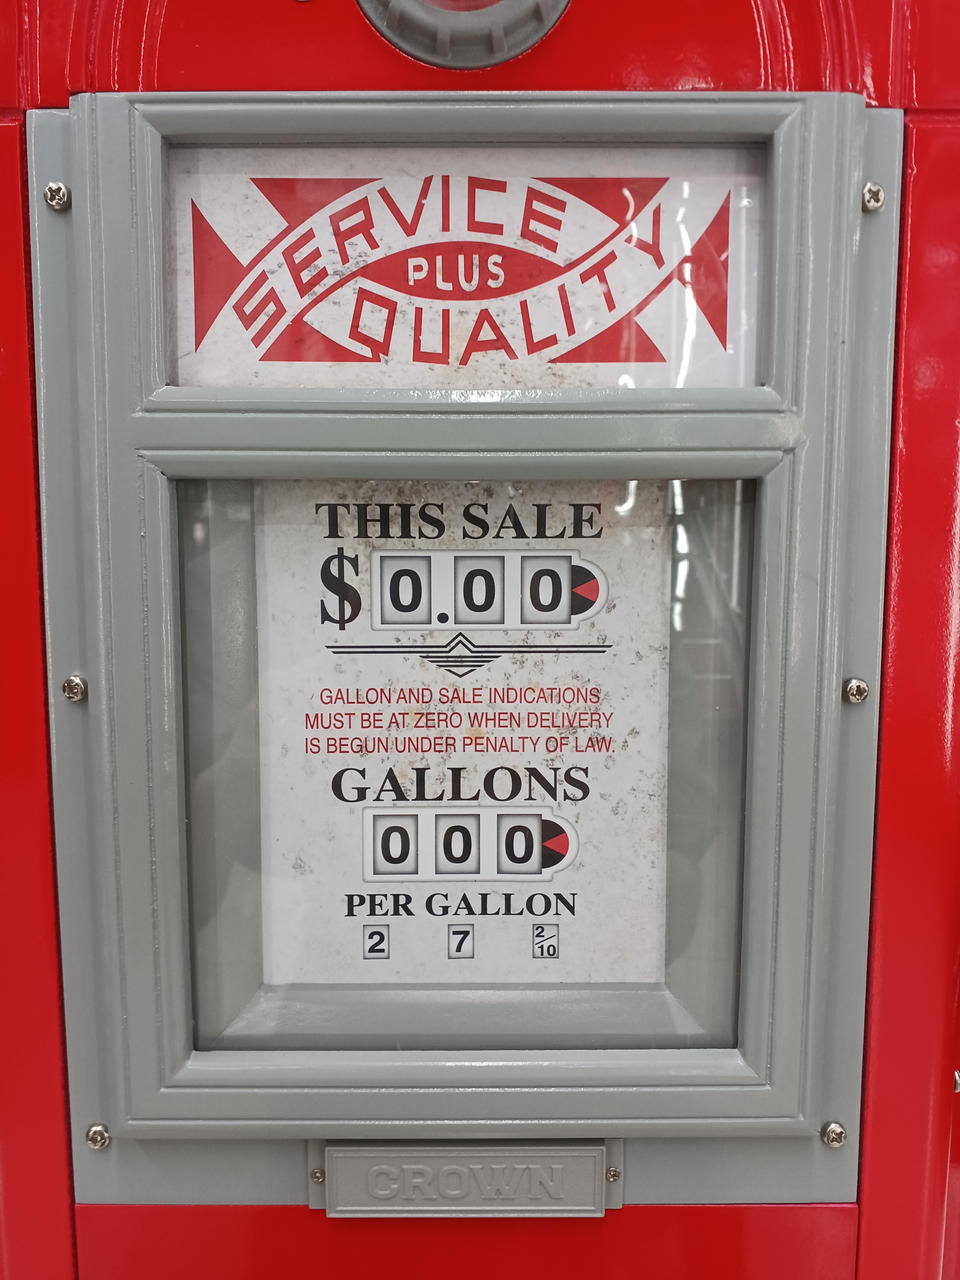 SERVICE
PLUS
QUALITY
THIS SALE
$ 0.00
GALLON AND SALE INDICATIONS
MUST BE AT ZERO WHEN DELIVERY
IS BEGUN UNDER PENALTY OF LAW.
GALLONS
000
PER GALLON
2 7 2/10
CROWN